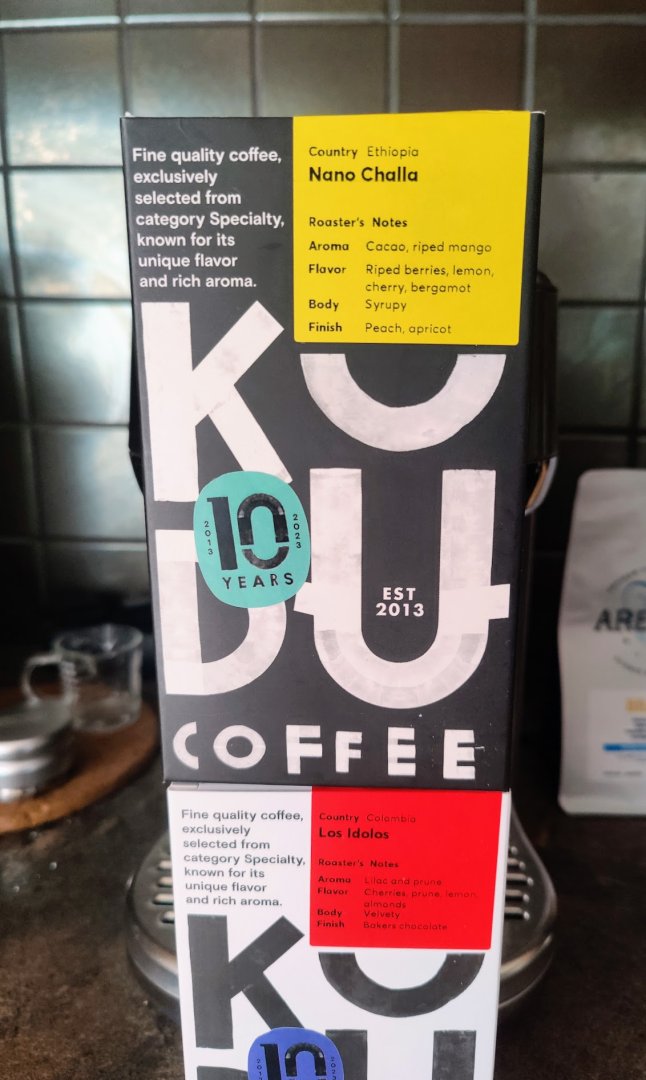 Fine quality coffee,
exclusively
selected from
category Specialty,
known for its
unique flavor
and rich aroma.
Country Ethiopia
Nano Challa
Roaster's Notes
Aroma Cacao, riped mango
Flavor Riped berries, lemon,
cherry, bergamot
Body Syrupy
Finish Peach, apricot
KUDU
2013
10
2023
YEARS
EST
2013
COFFEE
Fine quality coffee,
exclusively
selected from
category Specialty,
known for its
unique flavor
and rich aroma.
Country Colombia
Los Idolos
Roaster's Notes
Aroma Lilac and prune
Flavor Cherries, prune, lemon,
almonds
Body Velvety
Finish Bakers chocolate
10